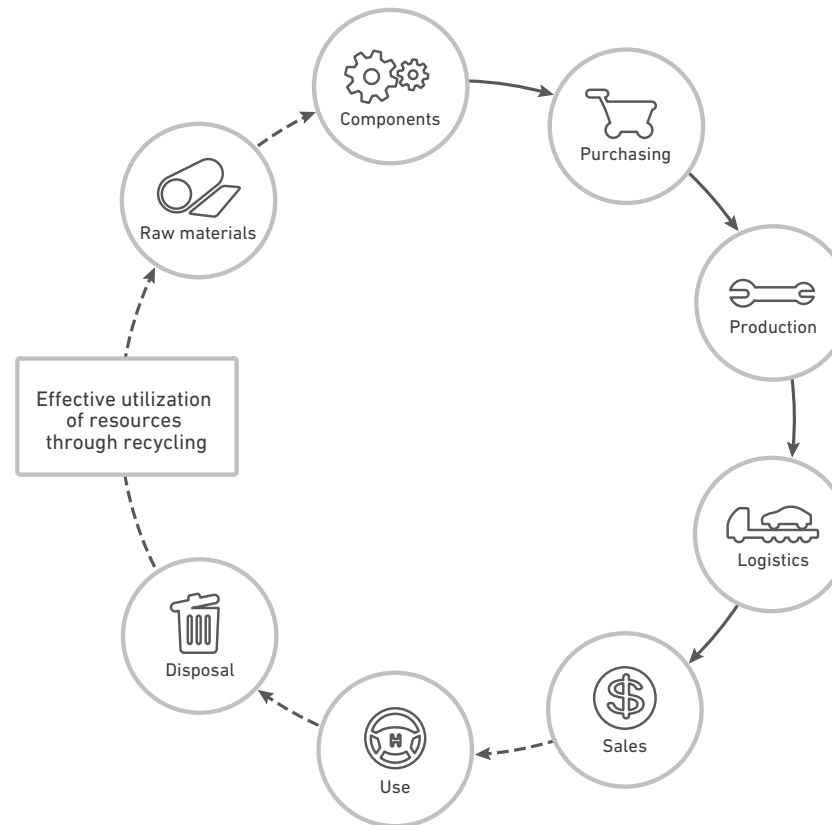 Components
Purchasing
Raw materials
Production
Effective utilization
of resources
through recycling
Logistics
Disposal
Sales
Use
H
$